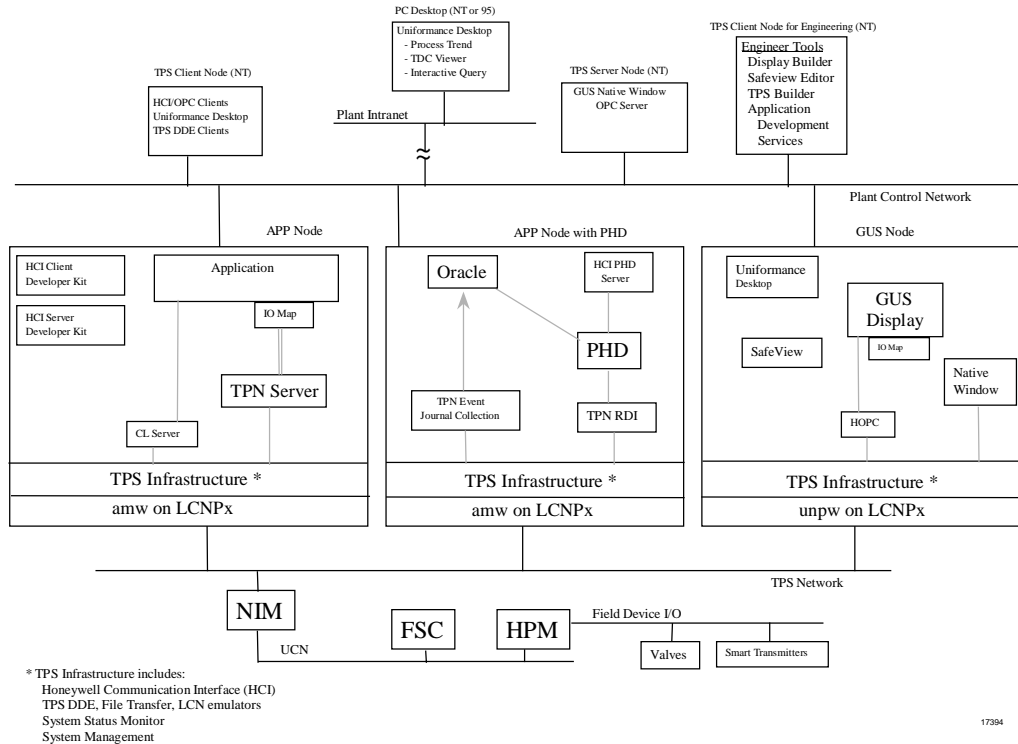 PC Desktop (NT or 95)
Uniformance Desktop
- Process Trend
- TDC Viewer
- Interactive Query
TPS Client Node for Engineering (NT)
Engineer Tools
Display Builder
Safeview Editor
TPS Builder
Application
Development
Services
TPS Client Node (NT)
HCI/OPC Clients
Uniformance Desktop
TPS DDE Clients
TPS Server Node (NT)
GUS Native Window
OPC Server
Plant Intranet
≈
Plant Control Network
APP Node
HCI Client
Developer Kit
HCI Server
Developer Kit
Application
IO Map
TPN Server
CL Server
TPS Infrastructure *
amw on LCNPx
APP Node with PHD
Oracle
HCI PHD
Server
PHD
TPN Event
Journal Collection
TPN RDI
TPS Infrastructure *
amw on LCNPx
GUS Node
Uniformance
Desktop
GUS
Display
IO Map
SafeView
Native
Window
HOPC
TPS Infrastructure *
unpw on LCNPx
TPS Network
NIM
FSC
HPM
Field Device I/O
UCN
Valves
Smart Transmitters
* TPS Infrastructure includes:
Honeywell Communication Interface (HCI)
TPS DDE, File Transfer, LCN emulators
System Status Monitor
System Management
17394